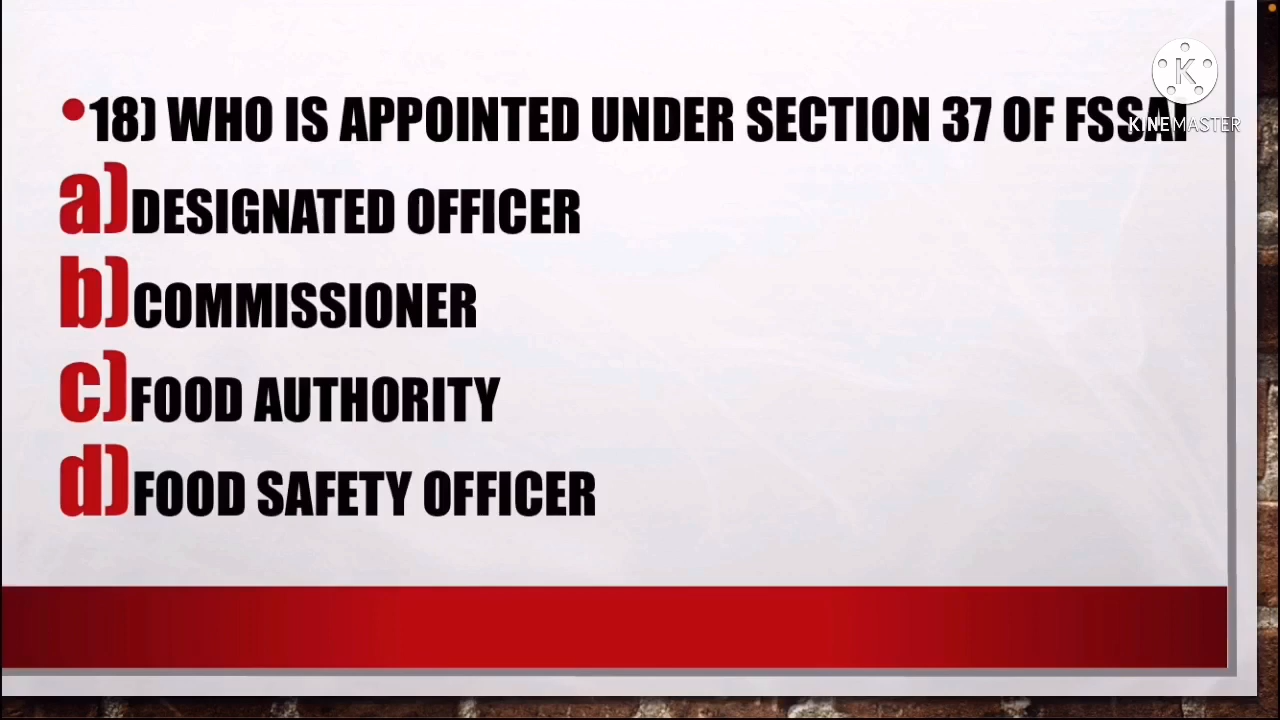 •18) WHO IS APPOINTED UNDER SECTION 37 OF FSSAI
a)DESIGNATED OFFICER
b)COMMISSIONER
c)FOOD AUTHORITY
d)FOOD SAFETY OFFICER
K
KINEMASTER